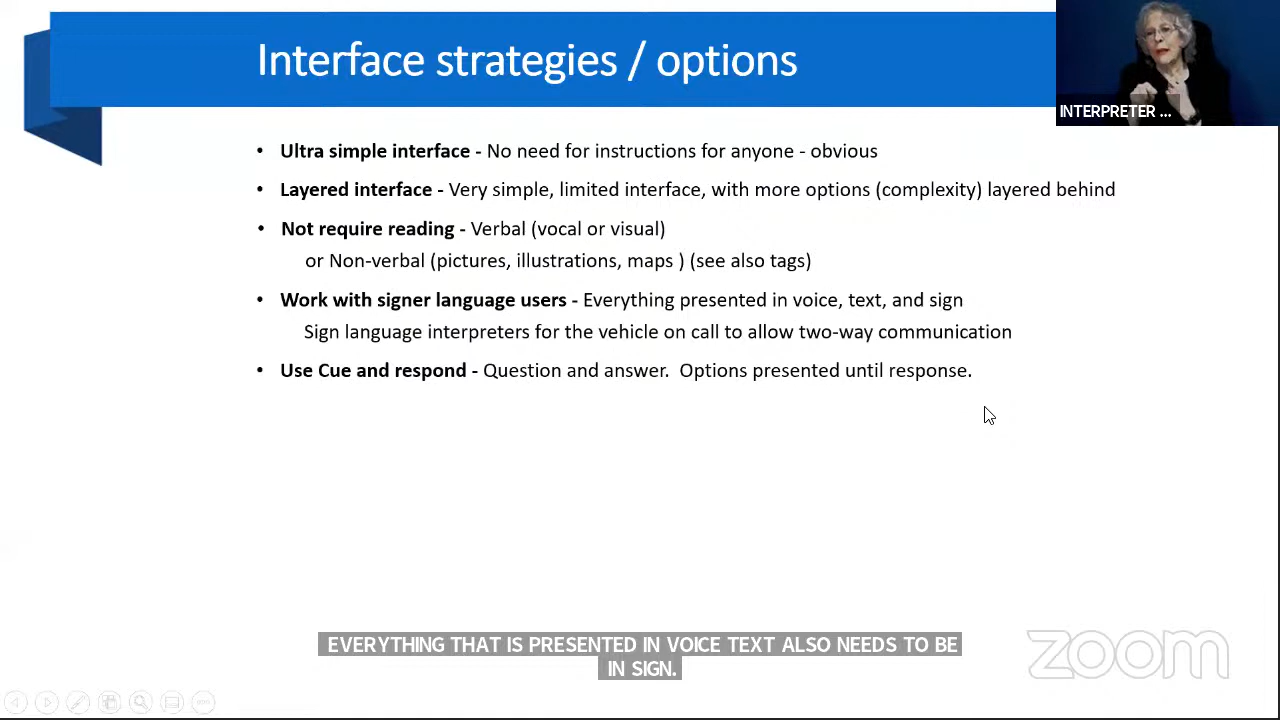 Interface strategies / options
INTERPRETER ...
• Ultra simple interface - No need for instructions for anyone - obvious
• Layered interface - Very simple, limited interface, with more options (complexity) layered behind
• Not require reading - Verbal (vocal or visual)
or Non-verbal (pictures, illustrations, maps ) (see also tags)
• Work with signer language users - Everything presented in voice, text, and sign
Sign language interpreters for the vehicle on call to allow two-way communication
• Use Cue and respond - Question and answer.  Options presented until response.
EVERYTHING THAT IS PRESENTED IN VOICE TEXT ALSO NEEDS TO BE
IN SIGN.
zoom